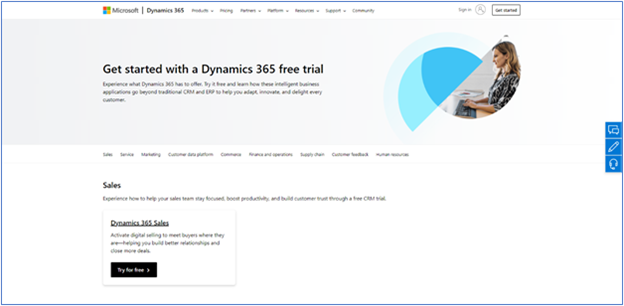 Microsoft | Dynamics 365 Products Pricing Partners Platform Resources Support Community Sign in Get started
Get started with a Dynamics 365 free trial
Experience what Dynamics 365 has to offer. Try it free and learn how these intelligent business
applications go beyond traditional CRM and ERP to help you adapt, innovate, and delight every
customer.
Sales Service Marketing Customer data platform Commerce Finance and operations Supply chain Customer feedback Human resources
Sales
Experience how to help your sales team stay focused, boost productivity, and build customer trust through a free CRM trial.
Dynamics 365 Sales
Activate digital selling to meet buyers where they
are—helping you build better relationships and
close more deals.
Try for free